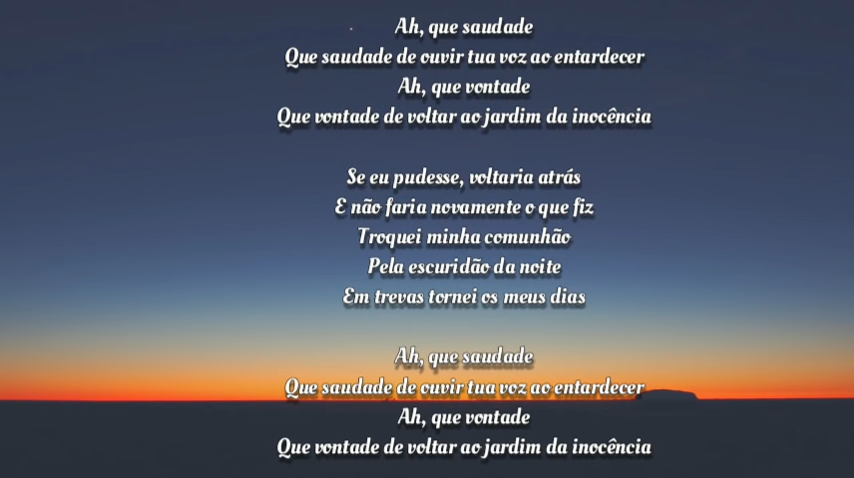 Ah, que saudade
Que saudade de ouvir tua voz ao entardecer
Ah, que vontade
Que vontade de voltar ao jardim da inocência
Se eu pudesse, voltaria atrás
E não faria novamente o que fiz
Troquei minha comunhão
Pela escuridão da noite
Em trevas tornei os meus dias
Ah, que saudade
Que saudade de ouvir tua voz ao entardecer
Ah, que vontade
Que vontade de voltar ao jardim da inocência